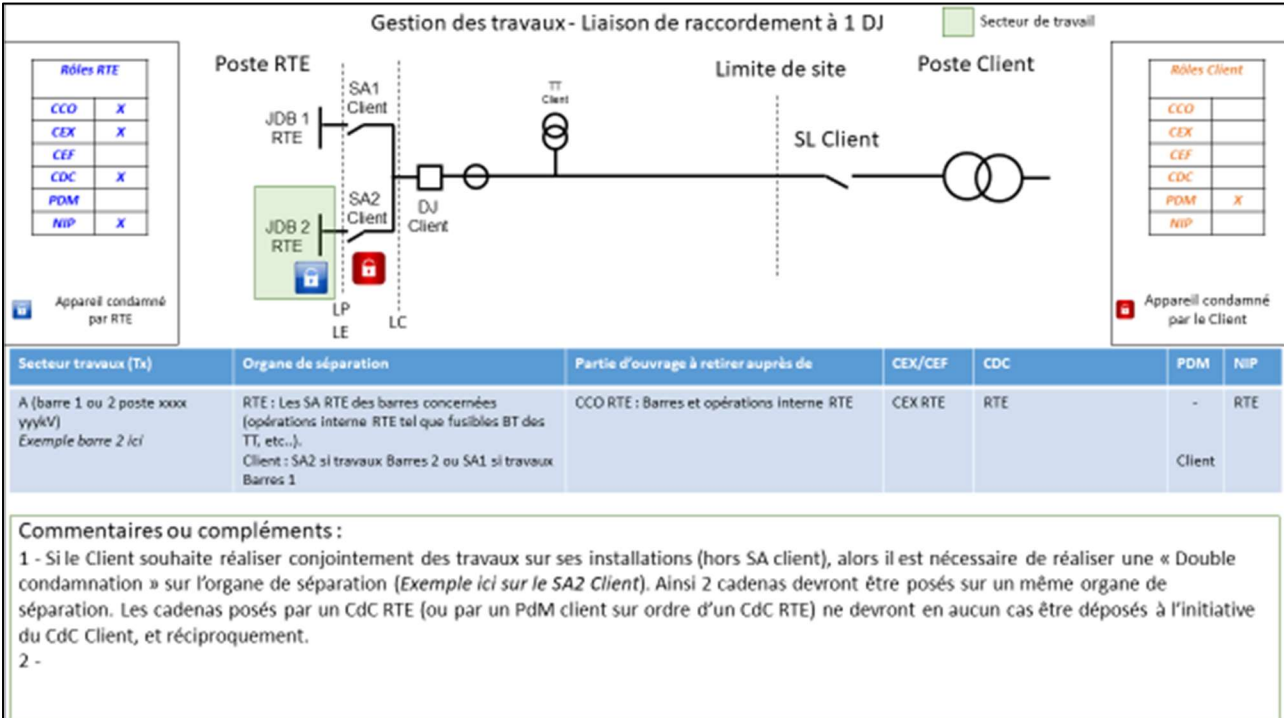 Gestion des travaux - Liaison de raccordement à 1 DJ
Secteur de travail
Rôles RTE
CCO X
CEX X
CEF
CDC X
PDM
NIP X
Appareil condamné
par RTE
Poste RTE
Limite de site
Poste Client
SA1
Client
JDB 1
RTE
TT
Client
SL Client
SA2
Client
JDB 2
RTE
DJ
Client
LP
LE
LC
Rôles Client
CCO
CEX
CEF
CDC
PDM X
NIP
Appareil condamné
par le Client
Secteur travaux (Tx) Organe de séparation Partie d'ouvrage à retirer auprès de CEX/CEF CDC PDM NIP
A (barre 1 ou 2 poste xxxx
yyykV)
Exemple barre 2 ici
RTE : Les SA RTE des barres concernées
(opérations interne RTE tel que fusibles BT des
TT, etc..).
Client : SA2 si travaux Barres 2 ou SA1 si travaux
Barres 1
CCO RTE : Barres et opérations interne RTE
CEX RTE
RTE
-
Client
RTE
Commentaires ou compléments :
1 - Si le Client souhaite réaliser conjointement des travaux sur ses installations (hors SA client), alors il est nécessaire de réaliser une « Double
condamnation » sur l'organe de séparation (Exemple ici sur le SA2 Client). Ainsi 2 cadenas devront être posés sur un même organe de
séparation. Les cadenas posés par un CdC RTE (ou par un PdM client sur ordre d'un CdC RTE) ne devront en aucun cas être déposés à l'initiative
du CdC Client, et réciproquement.
2 -